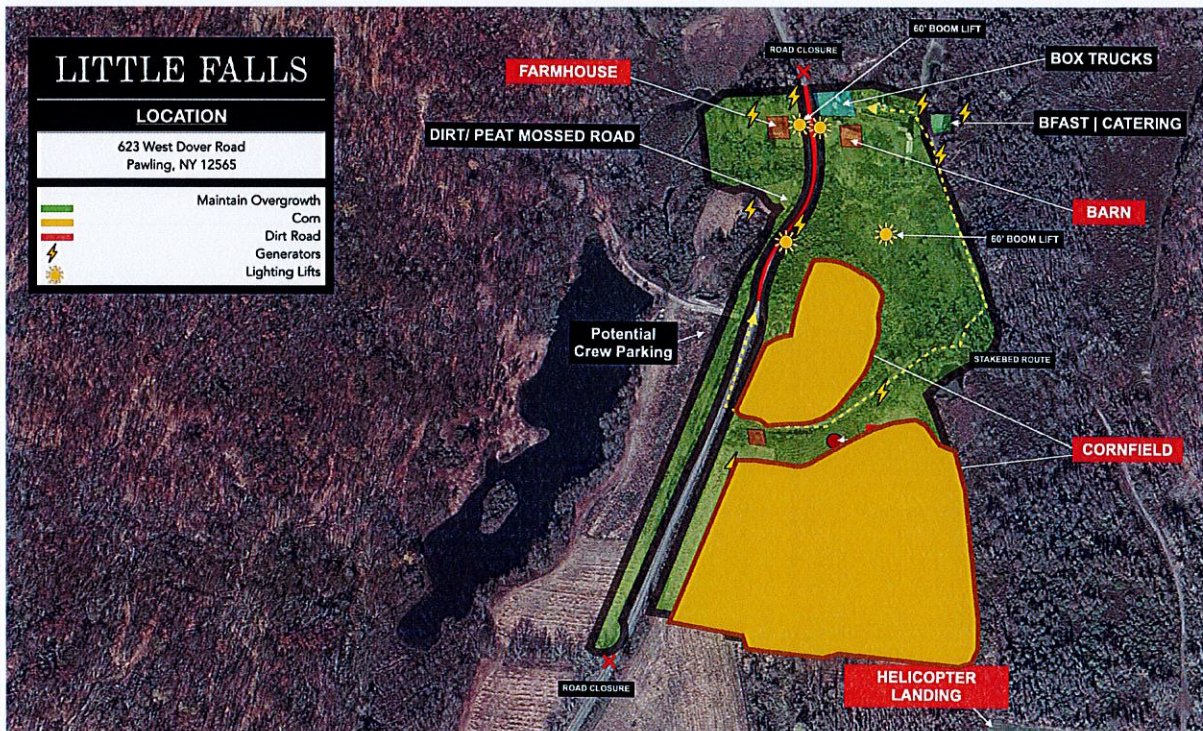 LITTLE FALLS
LOCATION
623 West Dover Road
Pawling, NY 12565
Maintain Overgrowth
Corn
Dirt Road
Generators
Lighting Lifts
60' BOOM LIFT
ROAD CLOSURE
FARMHOUSE
BOX TRUCKS
DIRT/ PEAT MOSSED ROAD
BFAST | CATERING
BARN
60' BOOM LIFT
Potential
Crew Parking
STAKEBED ROUTE
CORNFIELD
HELICOPTER
LANDING
ROAD CLOSURE